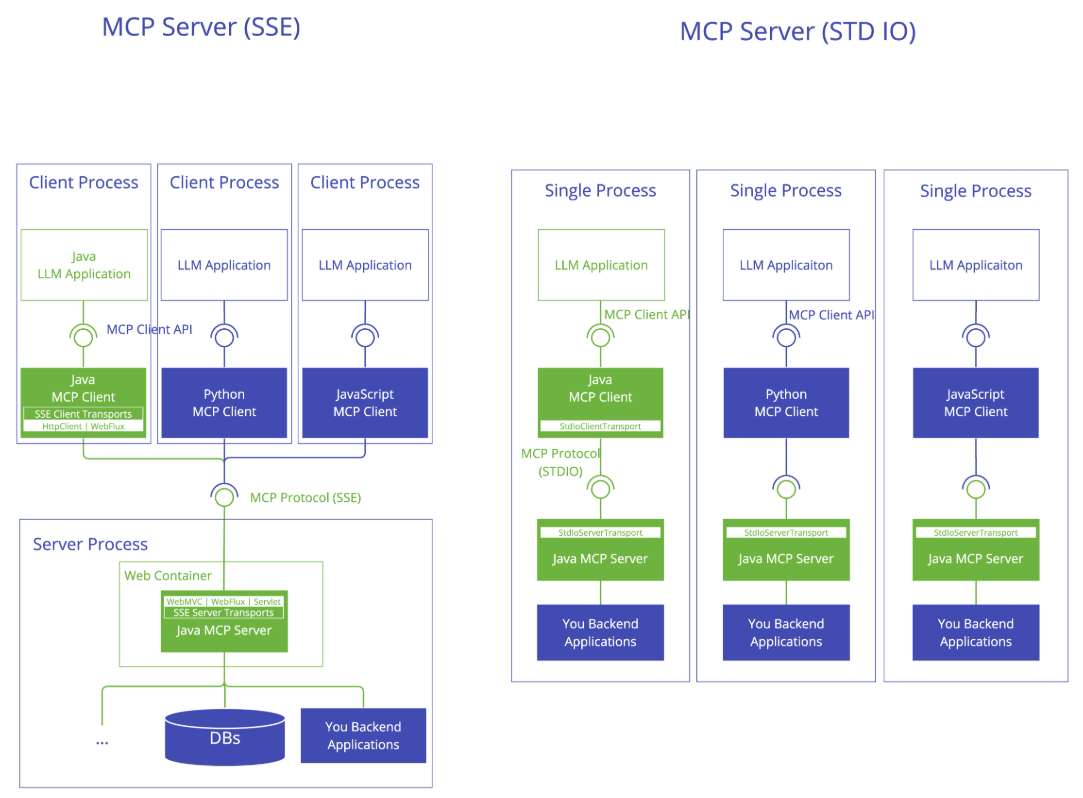 MCP Server (SSE)
Client Process
Client Process
Client Process
Java
LLM Application
LLM Application
LLM Application
MCP Client API
Java
MCP Client
SSE Client Transports
HttpClient | WebFlux
Python
MCP Client
JavaScript
MCP Client
MCP Protocol (SSE)
Server Process
Web Container
WebMVC | WebFlux | Servlet
SSE Server Transports
Java MCP Server
...
DBs
You Backend
Applications
MCP Server (STD IO)
Single Process
LLM Application
MCP Client API
Java
MCP Client
StdIoClientTransport
MCP Protocol
(STDIO)
StdIoServerTransport
Java MCP Server
You Backend
Applications
Single Process
LLM Applicaiton
MCP Client API
Python
MCP Client
StdIoServerTransport
Java MCP Server
You Backend
Applications
Single Process
LLM Applicaiton
JavaScript
MCP Client
StdIoServerTransport
Java MCP Server
You Backend
Applications